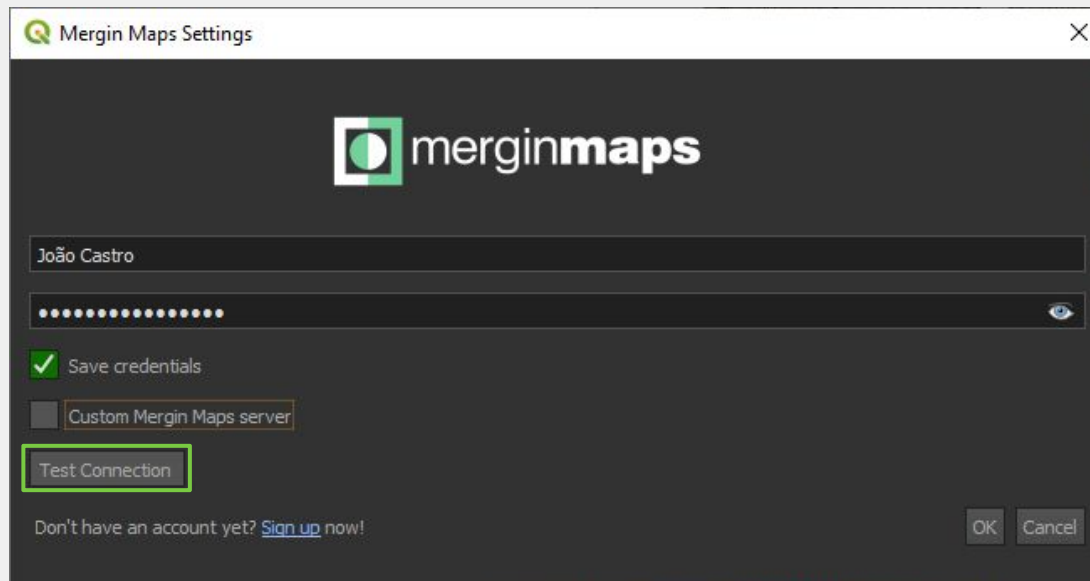 Mergin Maps Settings
merginmaps
João Castro
●●●●●●●●●●●●●●●●
Save credentials
Custom Mergin Maps server
Test Connection
Don't have an account yet? Sign up now!
OK Cancel